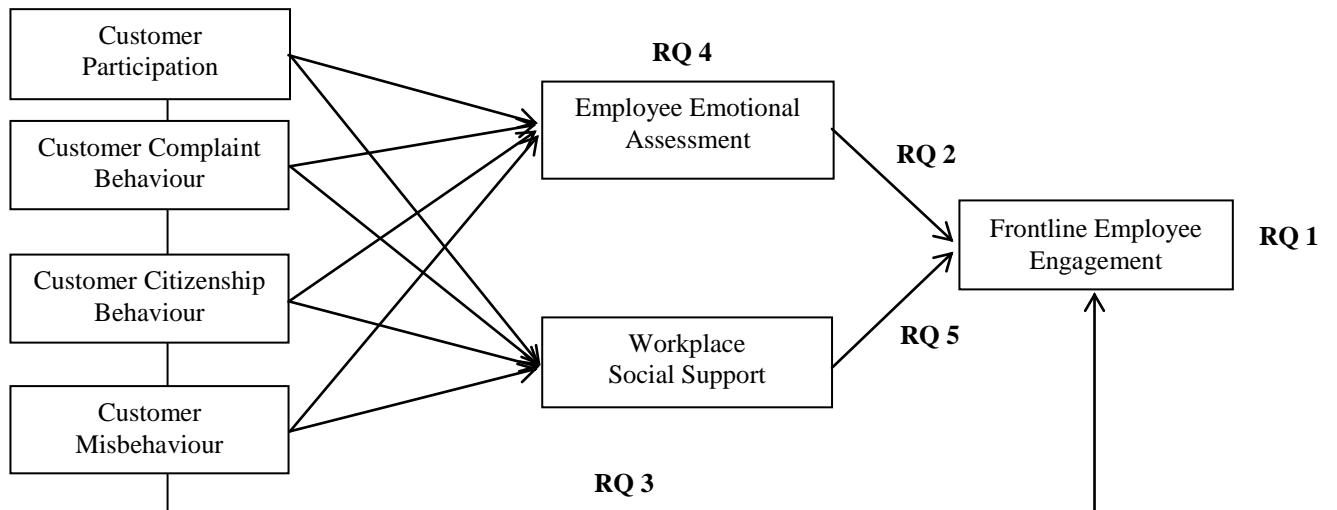 Customer
Participation
Customer Complaint
Behaviour
Customer Citizenship
Behaviour
Customer
Misbehaviour
RQ 4
Employee Emotional
Assessment
Workplace
Social Support
RQ 3
RQ 2
RQ 5
Frontline Employee
Engagement
RQ 1